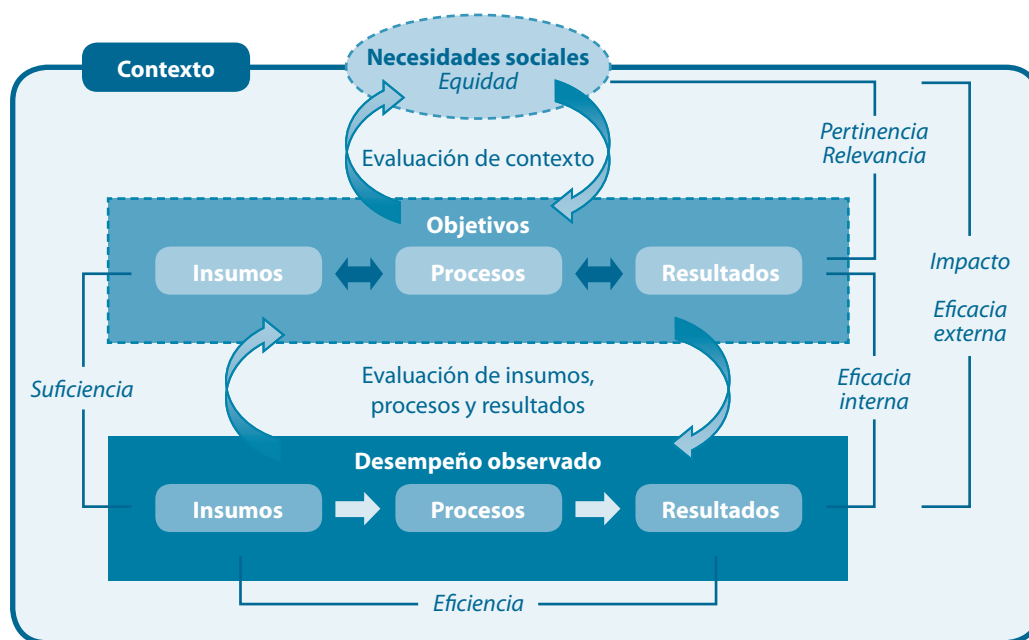 Contexto
Necesidades sociales
Equidad
Evaluación de contexto
Pertinencia
Relevancia
Objetivos
Insumos
Procesos
Resultados
Impacto
Eficacia
externa
Suficiencia
Evaluación de insumos,
procesos y resultados
Eficacia
interna
Desempeño observado
Insumos
Procesos
Resultados
Eficiencia